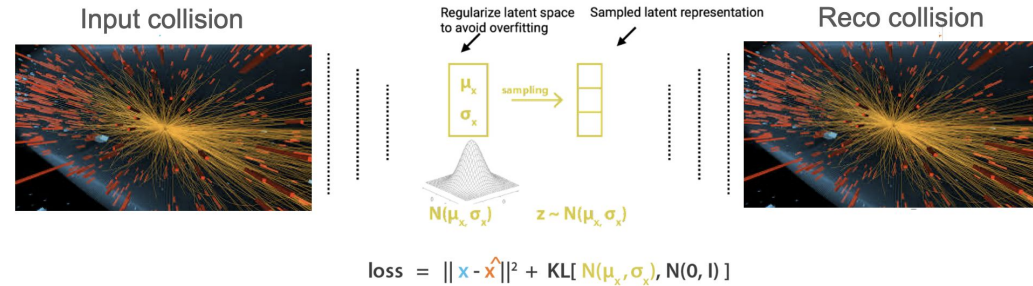 Input collision
Regularize latent space
to avoid overfitting
Sampled latent representation
Reco collision
μₓ
σₓ
sampling
N(μₓ, σₓ)
z ~ N(μₓ, σₓ)
loss = || x - x̂ ||² + KL[ N(μₓ, σₓ), N(0, I) ]